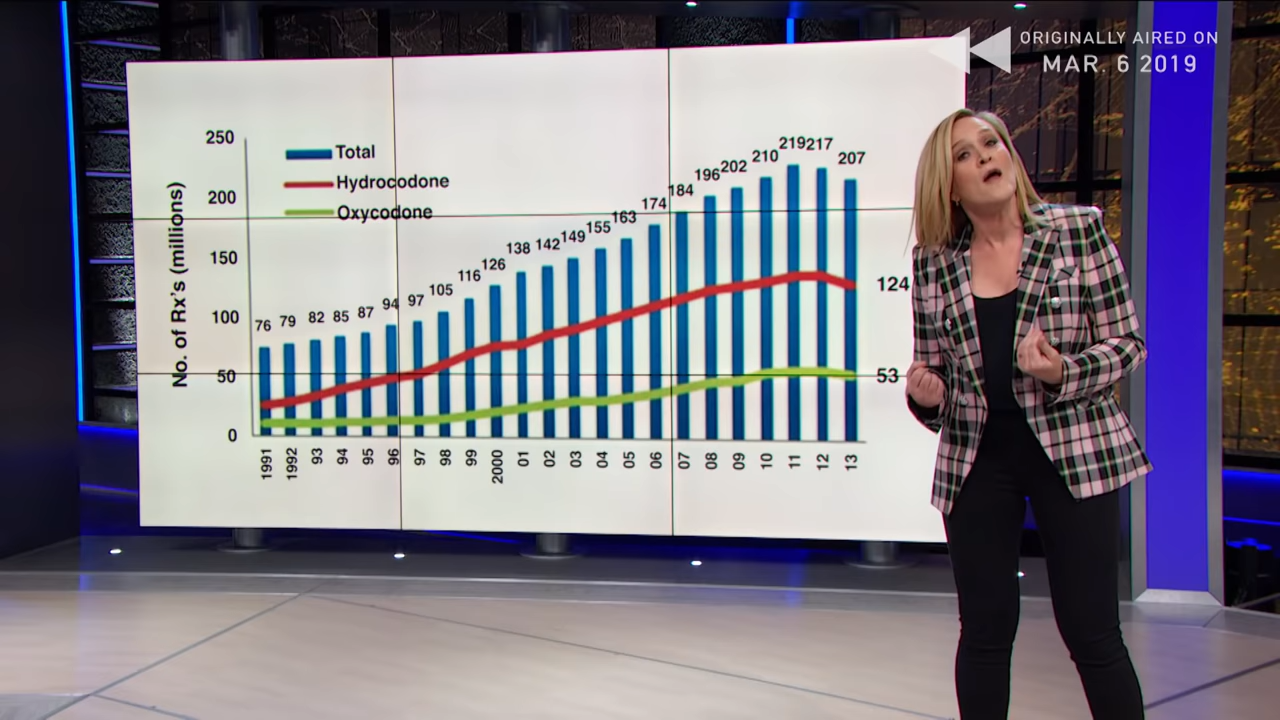 ORIGINALLY AIRED ON
MAR. 6 2019
No. of Rx's (millions)
250
200
150
100
50
0
Total
Hydrocodone
Oxycodone
76 79 82 85 87 94 97 105 116 126 138 142 149 155 163 174 184 196 202 210 219 217 207
124
53
1991 1992 93 94 95 96 97 98 99 2000 01 02 03 04 05 06 07 08 09 10 11 12 13